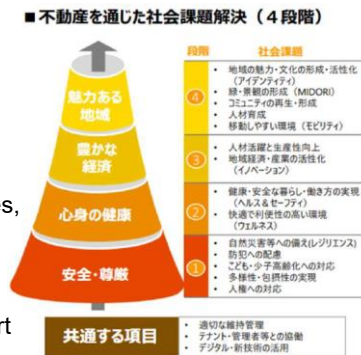 ■不動産を通じた社会課題解決（４段階）
段階 社会課題
魅力ある
地域
④
・ 地域の魅力・文化の形成・活性化
（アイデンティティ）
・ 緑・景観の形成（MIDORI）
・ コミュニティの再生・形成
・ 人材育成
・ 移動しやすい環境（モビリティ）
豊かな
経済
③
・ 人材活躍と生産性向上
・ 地域経済・産業の活性化
（イノベーション）
es,
心身の健康
②
・ 健康・安全な暮らし・働き方の実現
（ヘルス＆セーフティ）
・ 快適で利便性の高い環境
（ウェルネス）
安全・尊厳
①
・ 自然災害等への備え(レジリエンス)
・ 防犯への配慮
・ こども・少子高齢化への対応
・ 多様性・包摂性の実現
・ 人権への対応
rt
共通する項目
・ 適切な維持管理
・ テナント・管理者等との協働
・ デジタル・新技術の活用